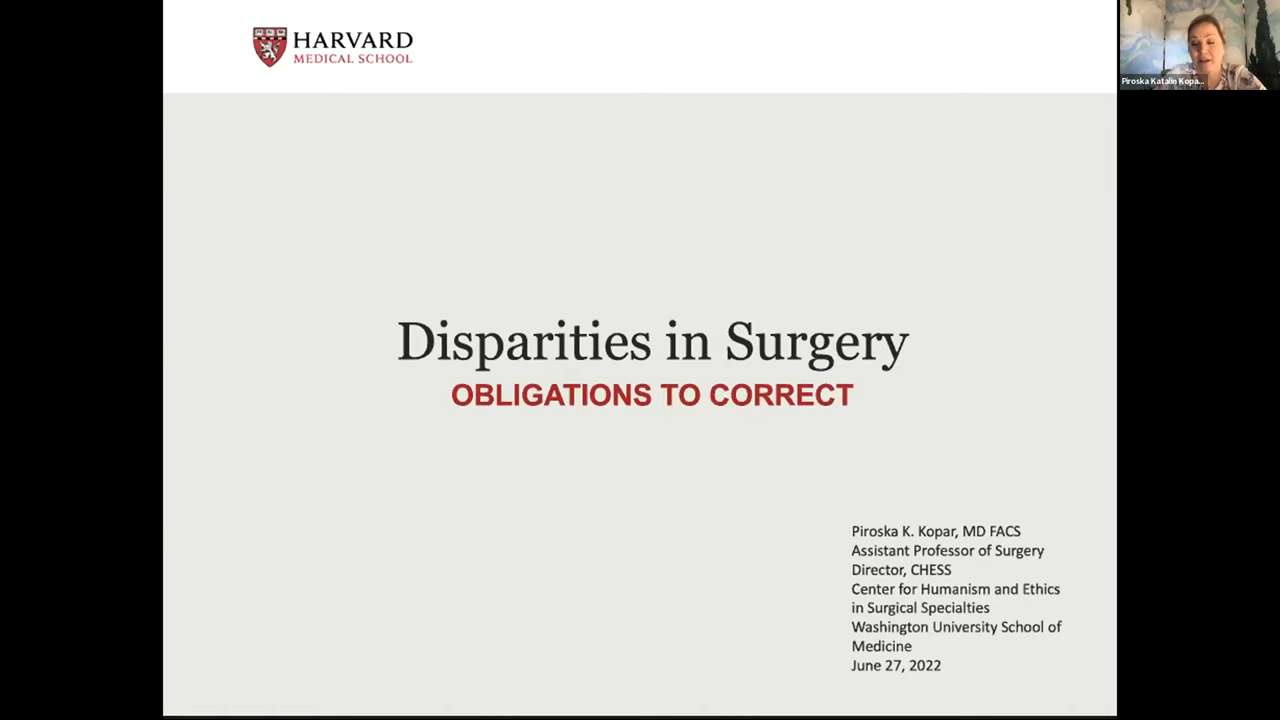 HARVARD
MEDICAL SCHOOL
Piroska Katalin Kopa...
Disparities in Surgery
OBLIGATIONS TO CORRECT
Piroska K. Kopar, MD FACS
Assistant Professor of Surgery
Director, CHESS
Center for Humanism and Ethics
in Surgical Specialties
Washington University School of
Medicine
June 27, 2022